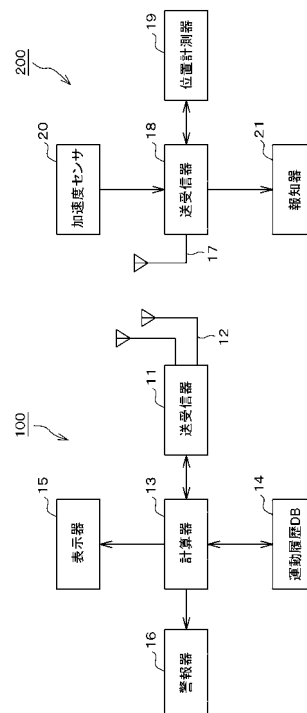 100
表示器
15
送受信器
11
12
計算器
13
運動履歴DB
14
警報器
16
200
加速度センサ
20
送受信器
18
17
位置計測器
19
報知器
21